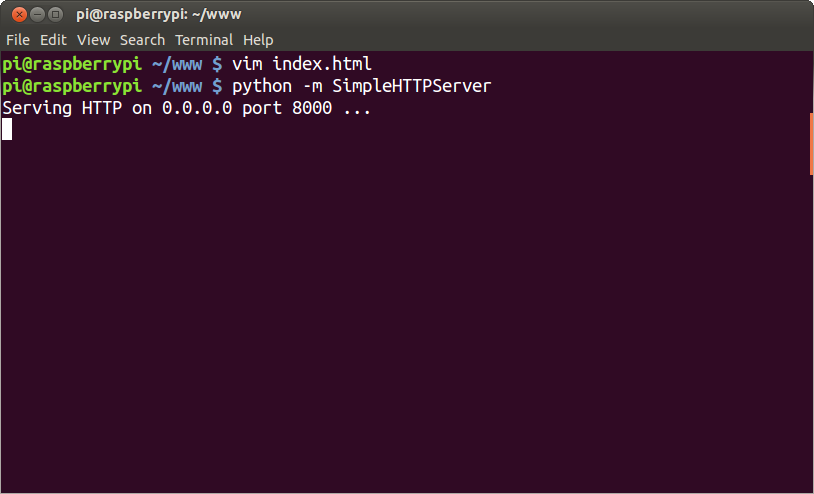 pi@raspberrypi: ~/www
File Edit View Search Terminal Help
pi@raspberrypi ~/www $ vim index.html
pi@raspberrypi ~/www $ python -m SimpleHTTPServer
Serving HTTP on 0.0.0.0 port 8000 ...